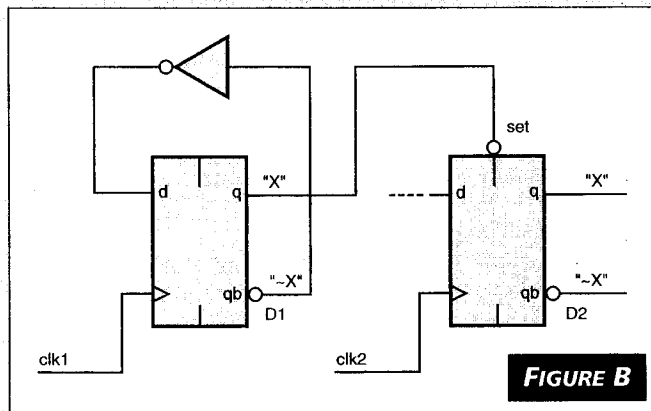 set
d
"X"
q
d
q
"X"
"~X"
qb
D1
"~X"
qb
D2
clk1
clk2
FIGURE B